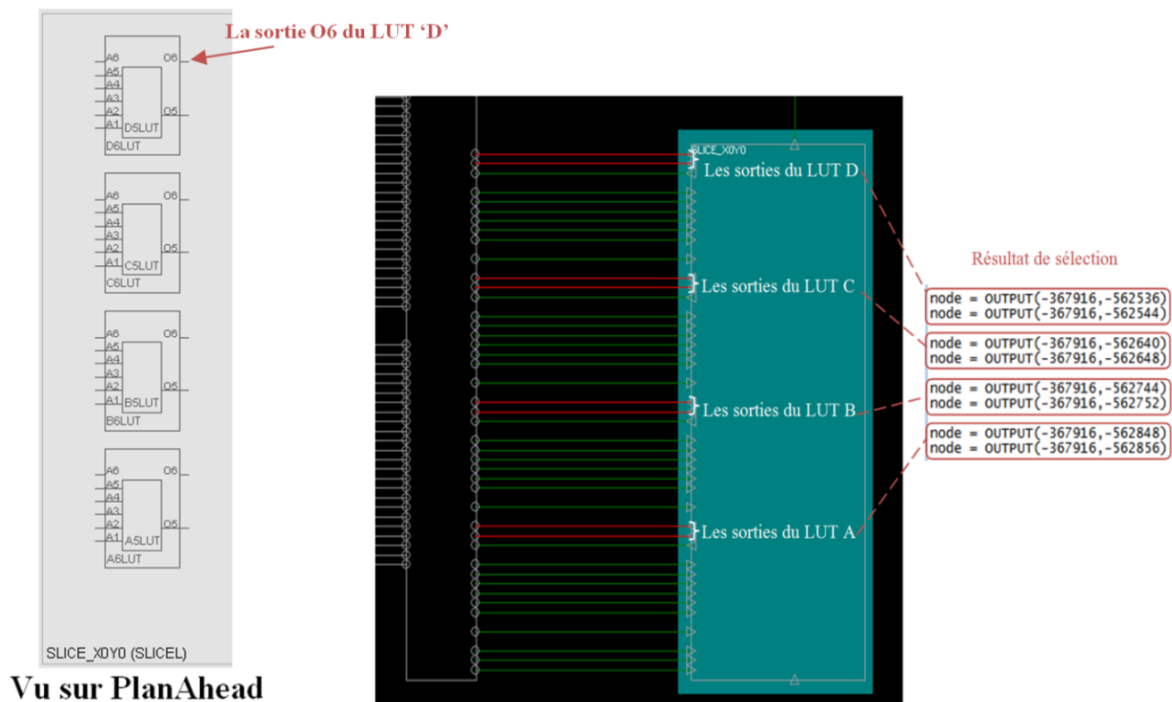 La sortie O6 du LUT ‘D’
A6
O6
A5
A4
A3
A2
O5
A1
D5LUT
D6LUT
A6
O6
A5
A4
A3
A2
O5
A1
C5LUT
C6LUT
A6
O6
A5
A4
A3
A2
O5
A1
B5LUT
B6LUT
A6
O6
A5
A4
A3
A2
O5
A1
A5LUT
A6LUT
SLICE_X0Y0 (SLICEL)
Vu sur PlanAhead
SLICE_X0Y0
Les sorties du LUT D
Les sorties du LUT C
Les sorties du LUT B
Les sorties du LUT A
Résultat de sélection
node = OUTPUT(-367916,-562536)
node = OUTPUT(-367916,-562544)
node = OUTPUT(-367916,-562640)
node = OUTPUT(-367916,-562648)
node = OUTPUT(-367916,-562744)
node = OUTPUT(-367916,-562752)
node = OUTPUT(-367916,-562848)
node = OUTPUT(-367916,-562856)